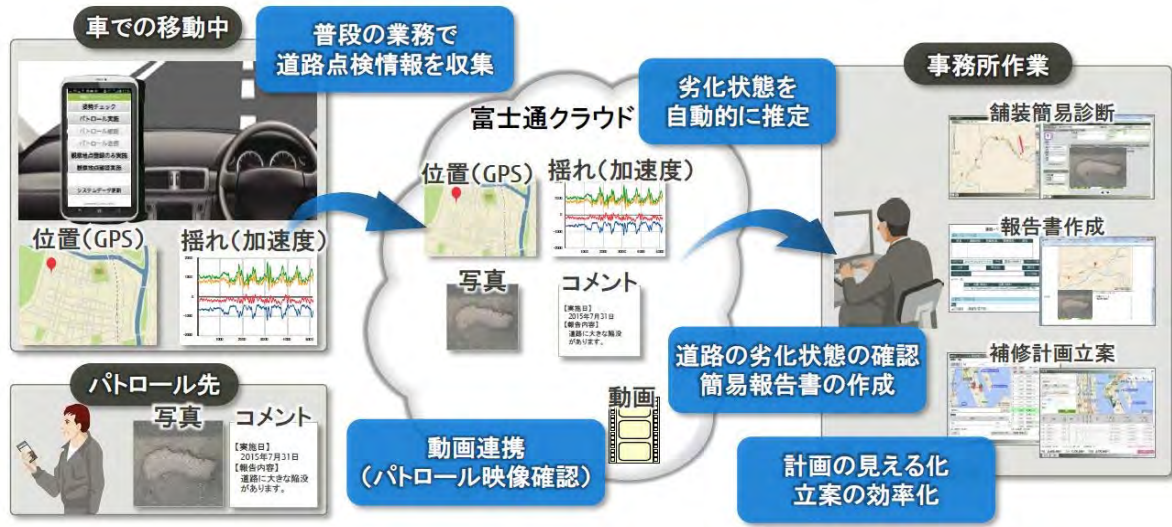 車での移動中
普段の業務で
道路点検情報を収集
パトロール実施
位置(GPS)
揺れ(加速度)
パトロール先
写真
コメント
【実施日】
2015年7月31日
【報告内容】
道路に大きな陥没
があります。
富士通クラウド
位置(GPS)
揺れ(加速度)
写真
コメント
【実施日】
2015年7月31日
【報告内容】
道路に大きな陥没
があります。
動画
動画連携
(パトロール映像確認)
劣化状態を
自動的に推定
道路の劣化状態の確認
簡易報告書の作成
計画の見える化
立案の効率化
事務所作業
舗装簡易診断
報告書作成
補修計画立案